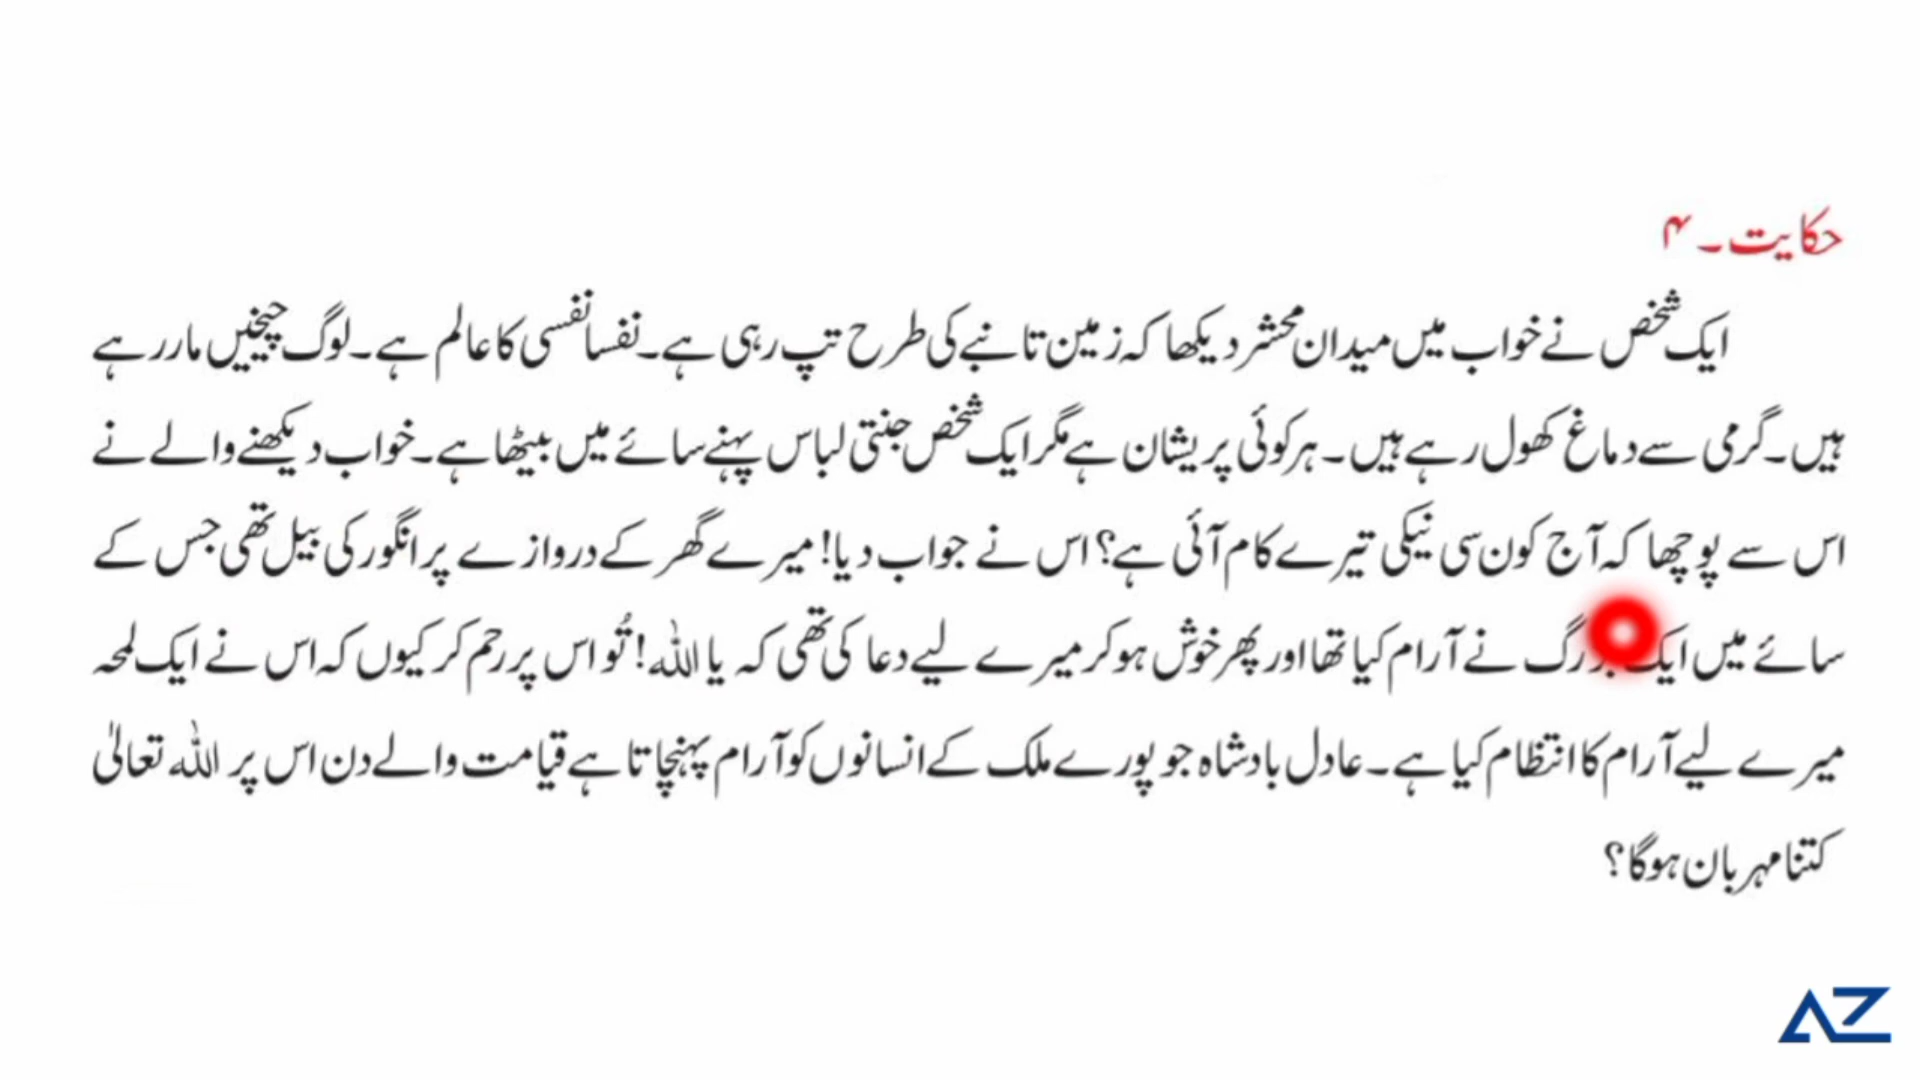 حکایت۔ ۴
ایک شخص نے خواب میں میدان محشر دیکھا کہ زمین تانبے کی طرح تپ رہی ہے۔ نفسانفسی کا عالم ہے۔ لوگ چیخیں مار رہے
ہیں۔ گرمی سے دماغ کھول رہے ہیں۔ ہر کوئی پریشان ہے مگر ایک شخص جنتی لباس پہنے سائے میں بیٹھا ہے۔ خواب دیکھنے والے نے
اس سے پوچھا کہ آج کون سی نیکی تیرے کام آئی ہے؟ اس نے جواب دیا! میرے گھر کے دروازے پر انگور کی بیل تھی جس کے
سائے میں ایک بزرگ نے آرام کیا تھا اور پھر خوش ہو کر میرے لیے دعا کی تھی کہ یا اللہ! تُو اس پر رحم کر کیوں کہ اس نے ایک لمحہ
میرے لیے آرام کا انتظام کیا ہے۔ عادل بادشاہ جو پورے ملک کے انسانوں کو آرام پہنچاتا ہے قیامت والے دن اس پر اللہ تعالیٰ
کتنا مہربان ہوگا؟
AZ